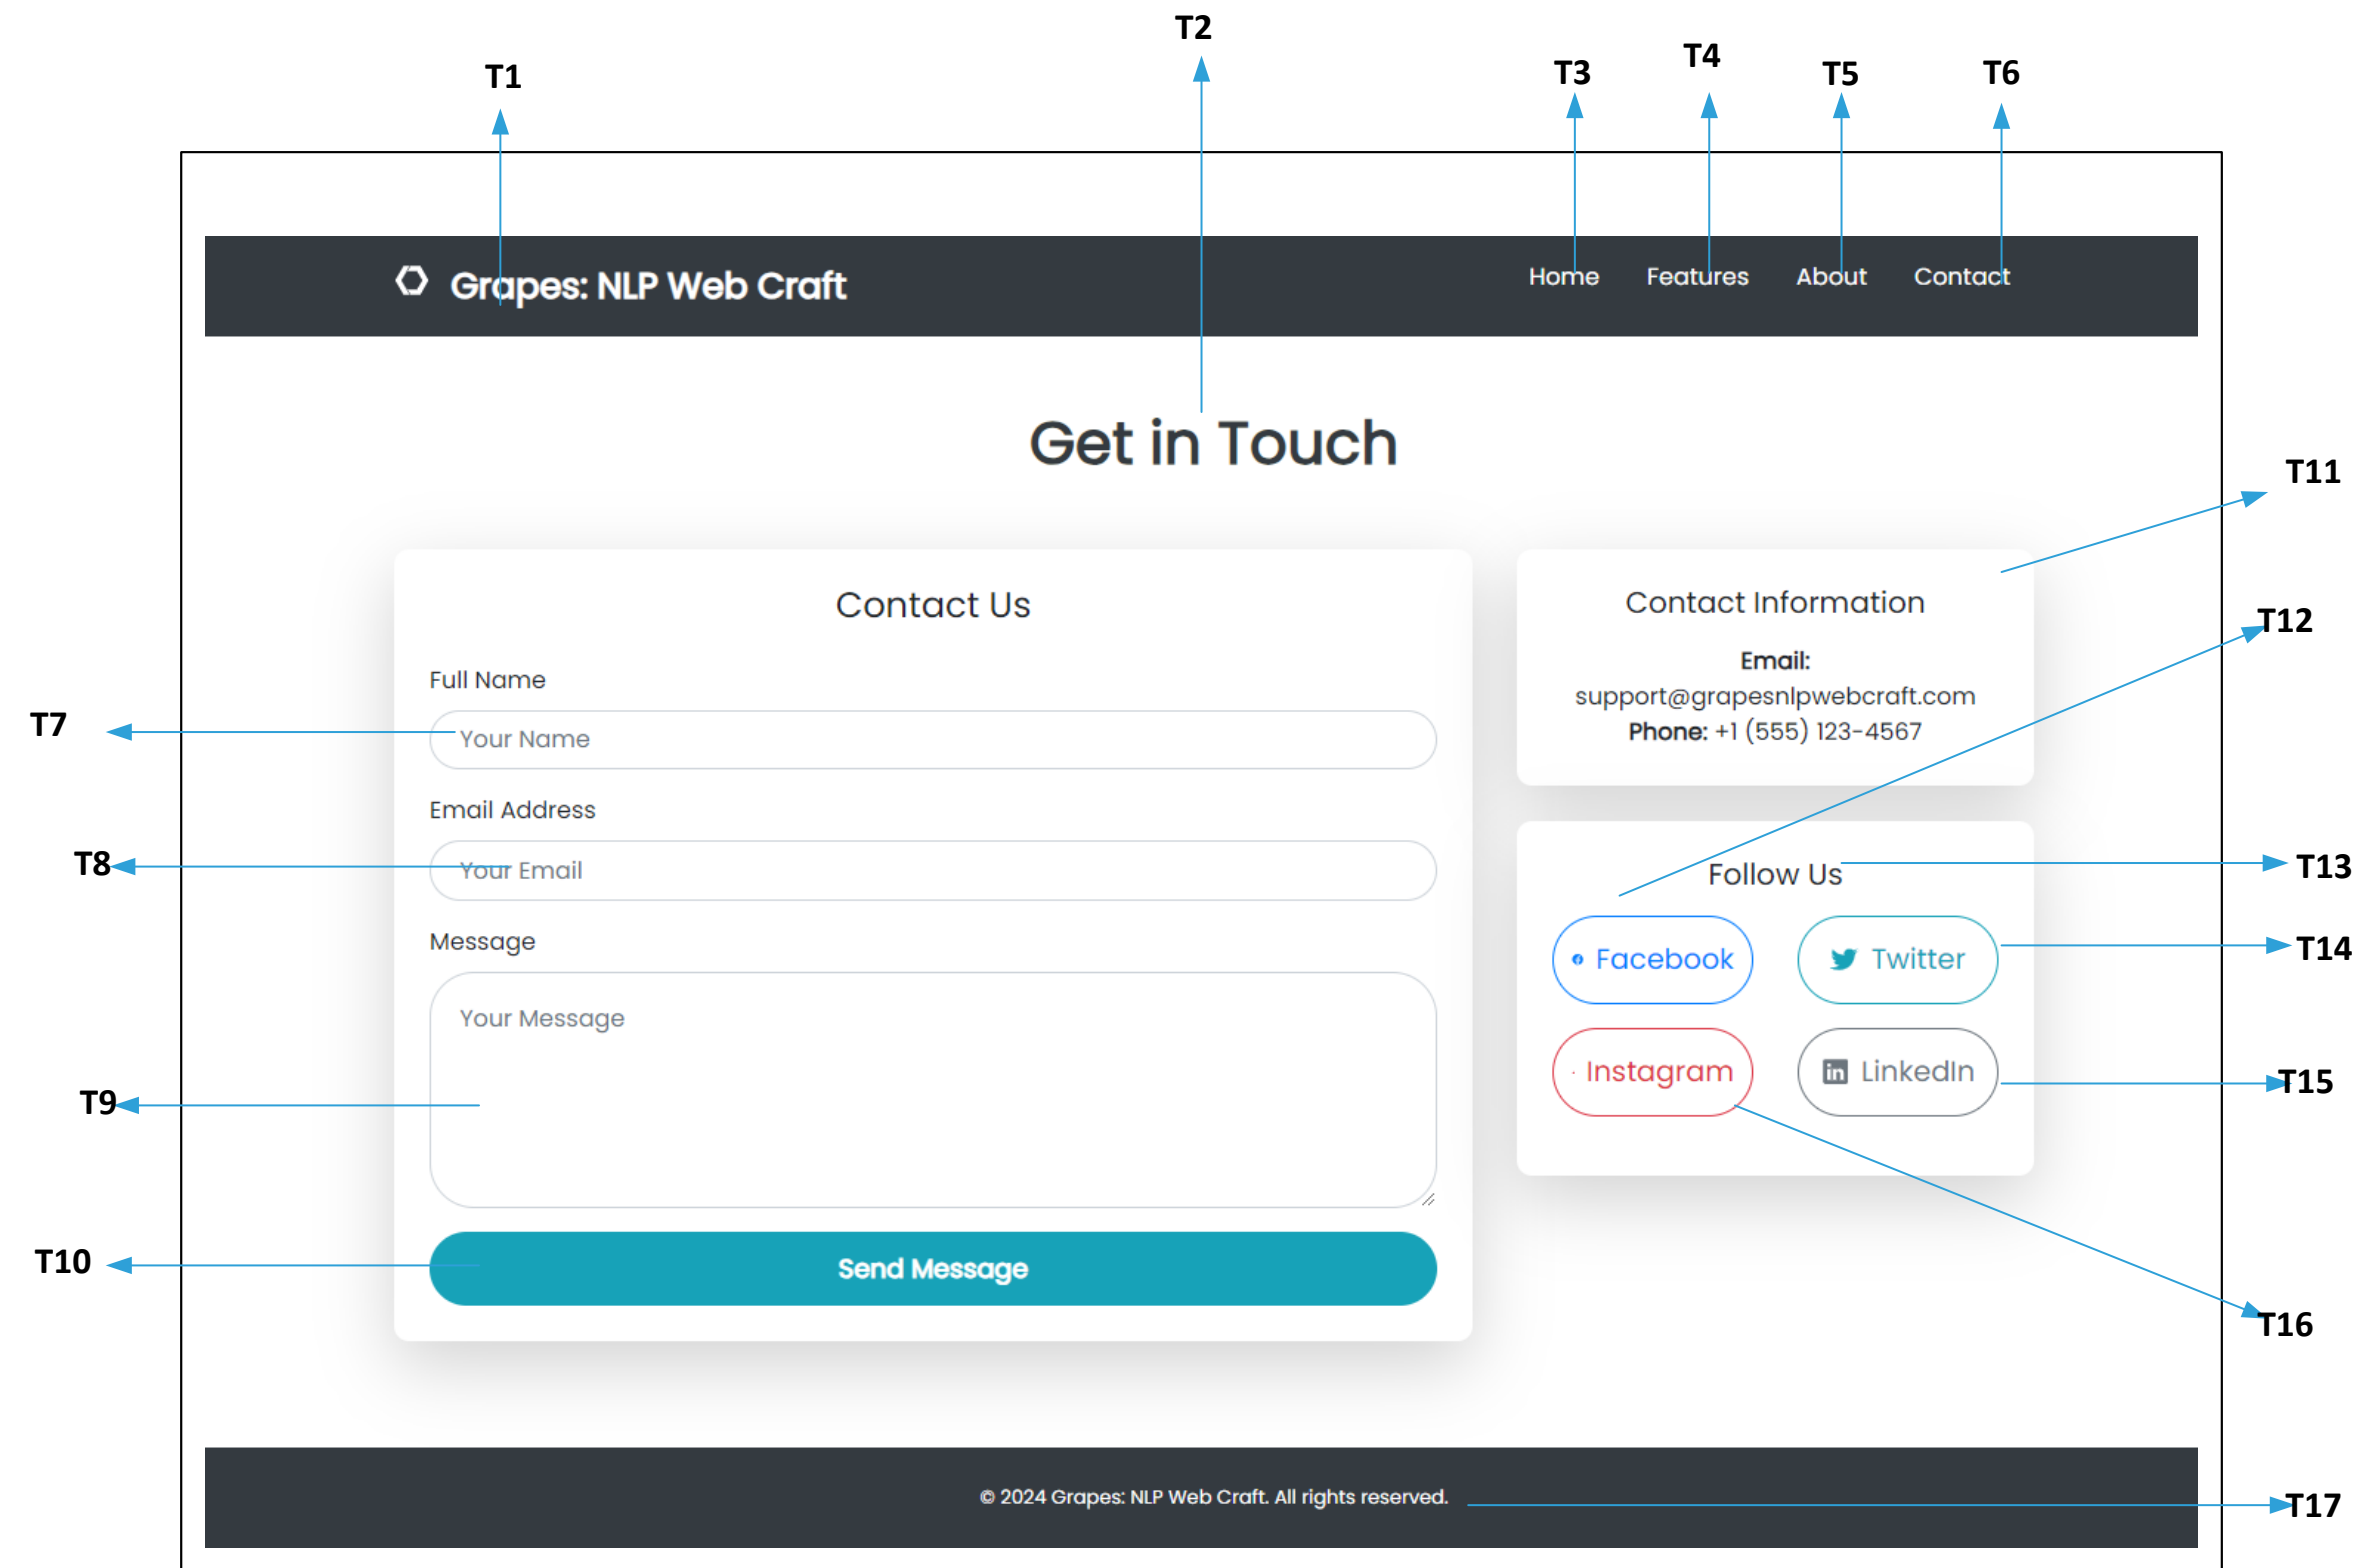 T2
T1
T3
T4
T5
T6
Grapes: NLP Web Craft
Home
Features
About
Contact
Get in Touch
T11
Contact Us
Contact Information
T12
Full Name
Email:
support@grapesnlpwebcraft.com
Phone: +1 (555) 123-4567
T7
Your Name
Email Address
T8
Your Email
Follow Us
T13
Message
Facebook
Twitter
T14
Your Message
Instagram
LinkedIn
T15
T9
T10
Send Message
T16
© 2024 Grapes: NLP Web Craft. All rights reserved.
T17